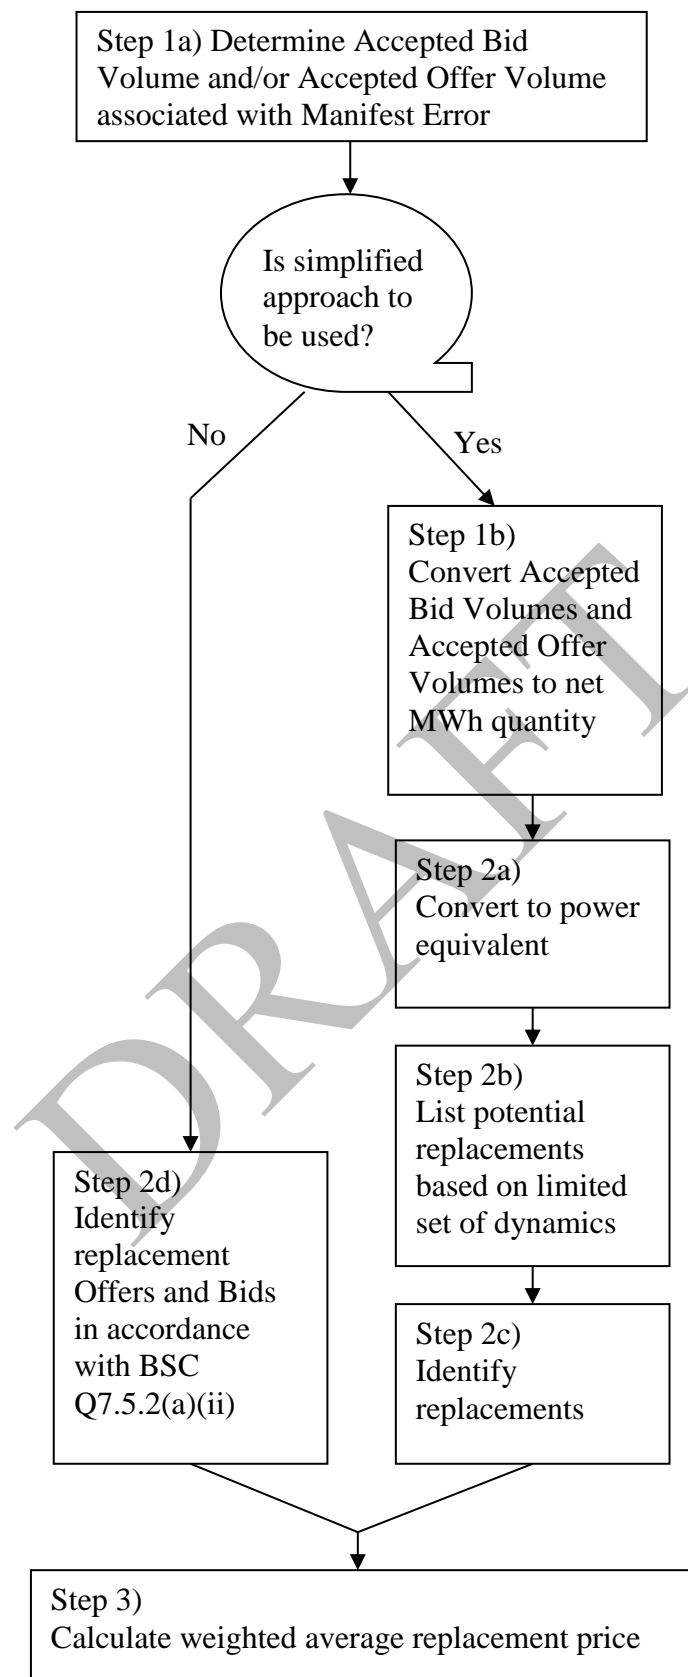 Step 1a) Determine Accepted Bid
Volume and/or Accepted Offer Volume
associated with Manifest Error
Is simplified
approach to
be used?
No
Yes
Step 1b)
Convert Accepted
Bid Volumes and
Accepted Offer
Volumes to net
MWh quantity
Step 2a)
Convert to power
equivalent
Step 2b)
List potential
replacements
based on limited
set of dynamics
Step 2d)
Identify
replacement
Offers and Bids
in accordance
with BSC
Q7.5.2(a)(ii)
Step 2c)
Identify
replacements
Step 3)
Calculate weighted average replacement price
DRAFT